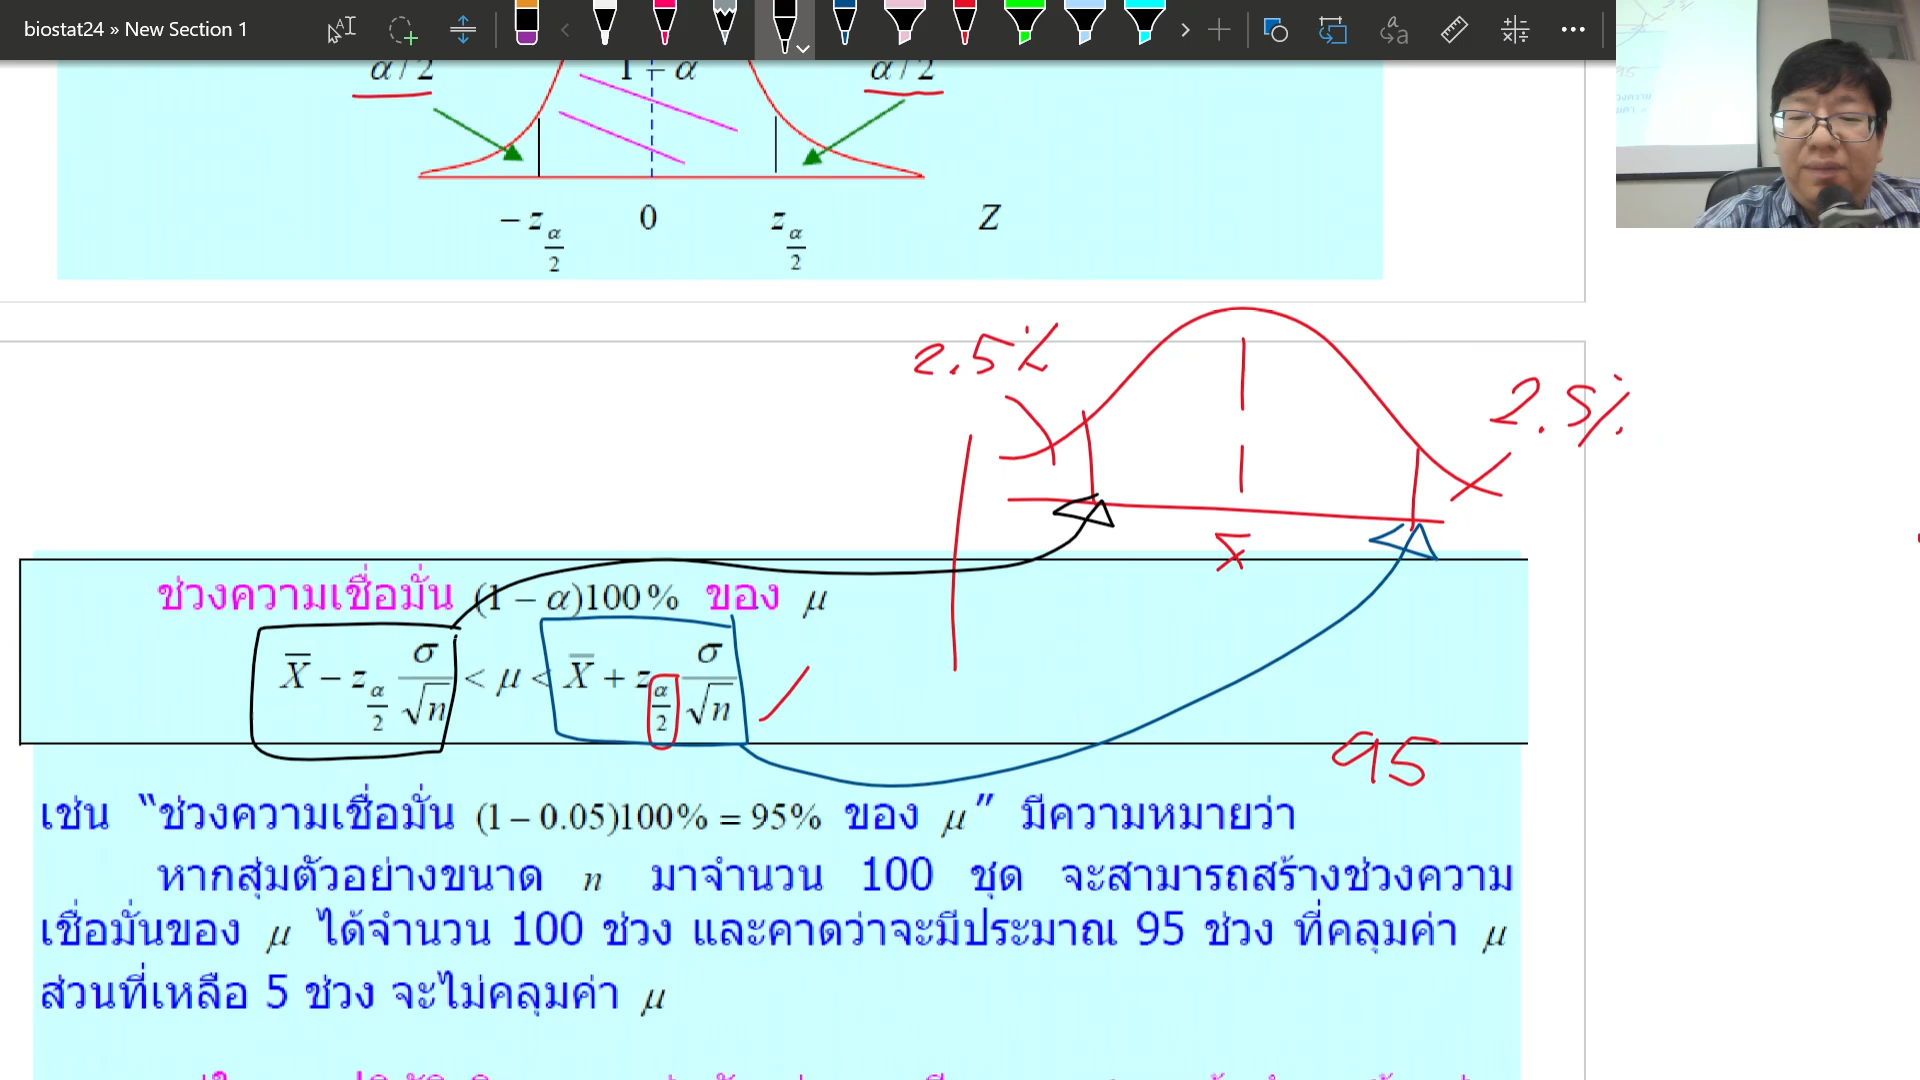 biostat24 » New Section 1
α / 2 1 − α α / 2
− z α/2 0 z α/2 Z
2.5%
2.5%
x̄
ช่วงความเชื่อมั่น (1 − α)100% ของ μ
X̄ − z α/2 σ/√n < μ < X̄ + z α/2 σ/√n
95
เช่น “ช่วงความเชื่อมั่น (1 − 0.05)100% = 95% ของ μ” มีความหมายว่า
หากสุ่มตัวอย่างขนาด n มาจำนวน 100 ชุด จะสามารถสร้างช่วงความ
เชื่อมั่นของ μ ได้จำนวน 100 ช่วง และคาดว่าจะมีประมาณ 95 ช่วง ที่คลุมค่า μ
ส่วนที่เหลือ 5 ช่วง จะไม่คลุมค่า μ